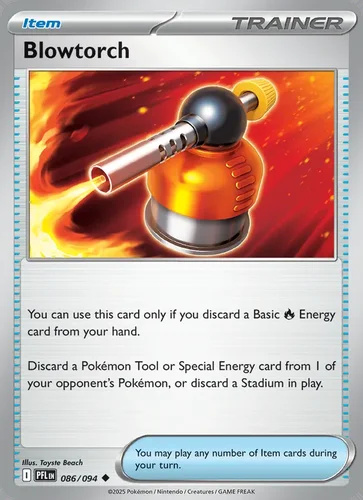 Item
TRAINER
Blowtorch
You can use this card only if you discard a Basic Energy
card from your hand.
Discard a Pokémon Tool or Special Energy card from 1 of
your opponent's Pokémon, or discard a Stadium in play.
Illus. Toyste Beach
I PFL EN 086/094
You may play any number of Item cards during
your turn.
©2025 Pokémon / Nintendo / Creatures / GAME FREAK